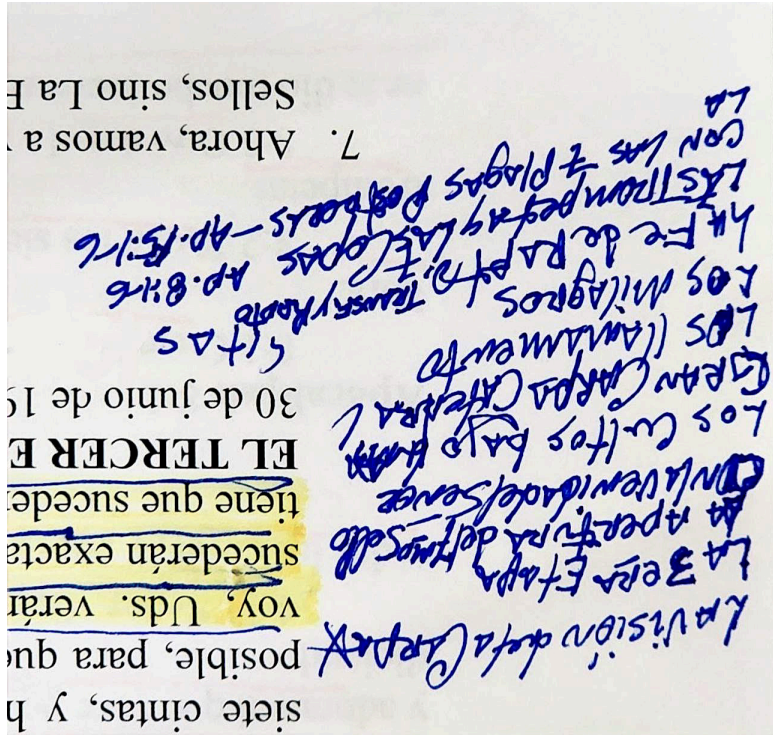 siete cintas, y h
posible, para que
voy, Uds. verán
sucederán exacta
tiene que suceder
EL TERCER E
30 de junio de 19
7. Ahora, vamos a
Sellos, sino La E
La visión de la CARPA
LA 3ERA Etapa
LA Apertura del 7mo Sello
En la Venida del Señor
Los Cultos bajo una
GRAN CARPA CATEDRAL
LOS llamamiento
Los Milagros
Citas
La Fe de Rapto. TRANSF y RAPTO
LAS Trompetas y LAS 7 COPAS Ap. 8:1-6
CON LAS 7 plagas Postreras - Ap. 15:1-6
LA